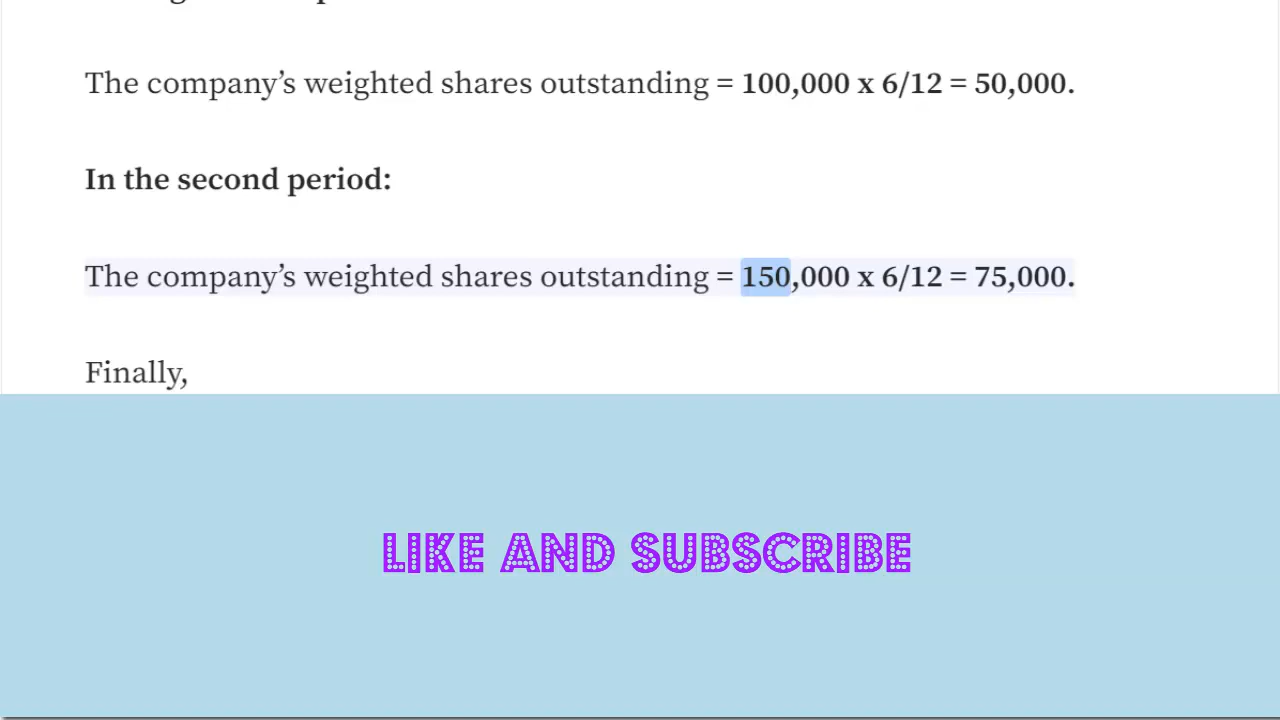 The company’s weighted shares outstanding = 100,000 x 6/12 = 50,000.
In the second period:
The company’s weighted shares outstanding = 150,000 x 6/12 = 75,000.
Finally,
LIKE AND SUBSCRIBE